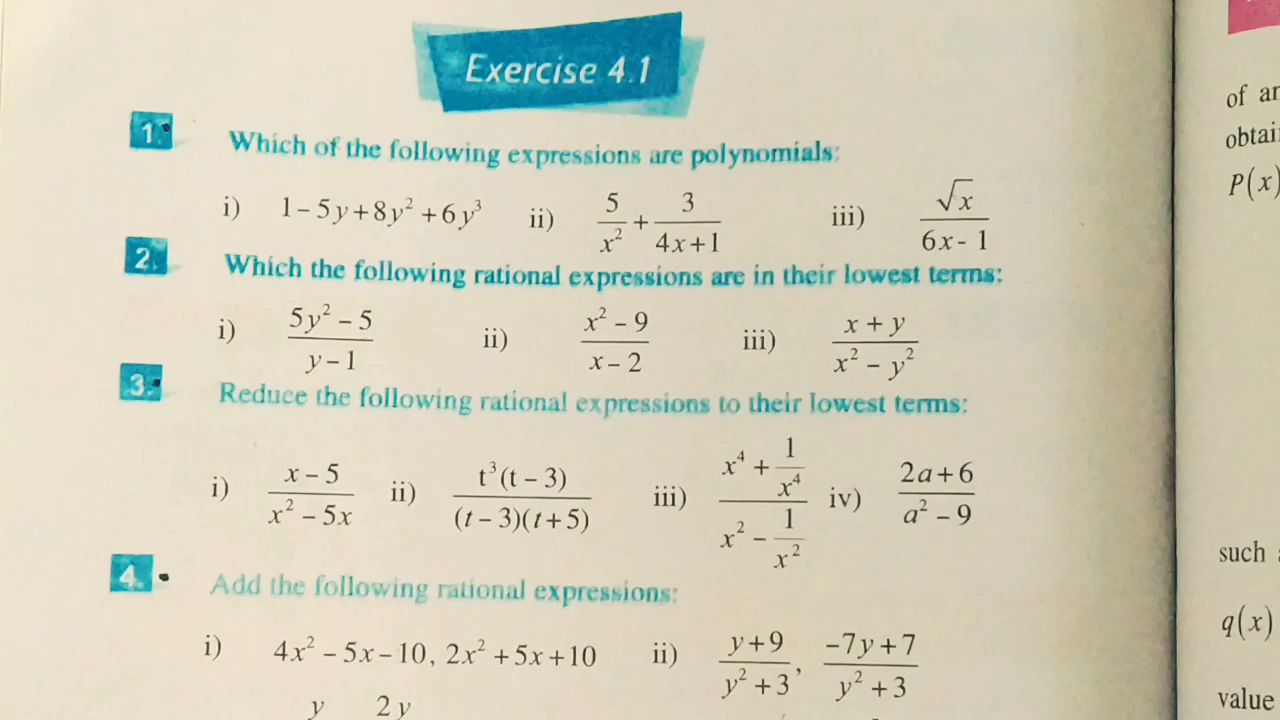 Exercise 4.1
1. Which of the following expressions are polynomials:
i) 1 – 5y + 8y² + 6y³ ii) 5/x² + 3/(4x+1) iii) √x/(6x - 1)
2. Which the following rational expressions are in their lowest terms:
i) (5y² – 5)/(y – 1) ii) (x² – 9)/(x – 2) iii) (x + y)/(x² – y²)
3. Reduce the following rational expressions to their lowest terms:
i) (x – 5)/(x² – 5x) ii) t³(t – 3)/((t – 3)(t + 5)) iii) (x⁴ + 1/x⁴)/(x² – 1/x²) iv) (2a + 6)/(a² – 9)
4. Add the following rational expressions:
i) 4x² – 5x – 10, 2x² + 5x + 10 ii) (y + 9)/(y² + 3), (–7y + 7)/(y² + 3)
y 2y
of
P(x)
such
q(x)
value